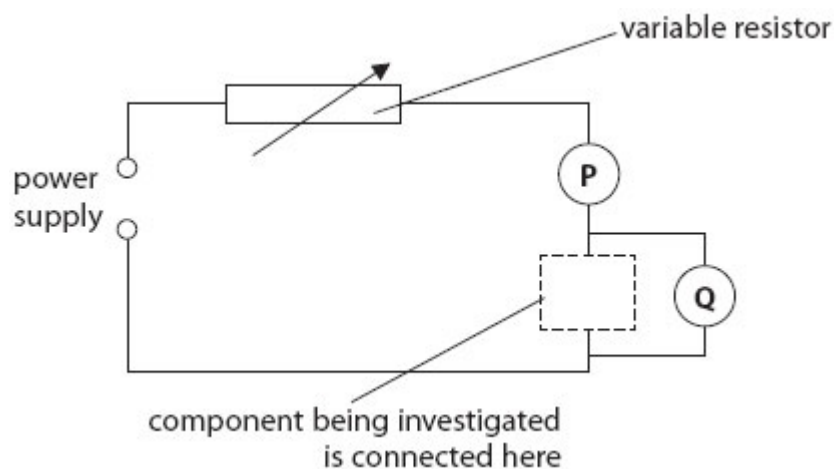 variable resistor
power
supply
P
Q
component being investigated
is connected here